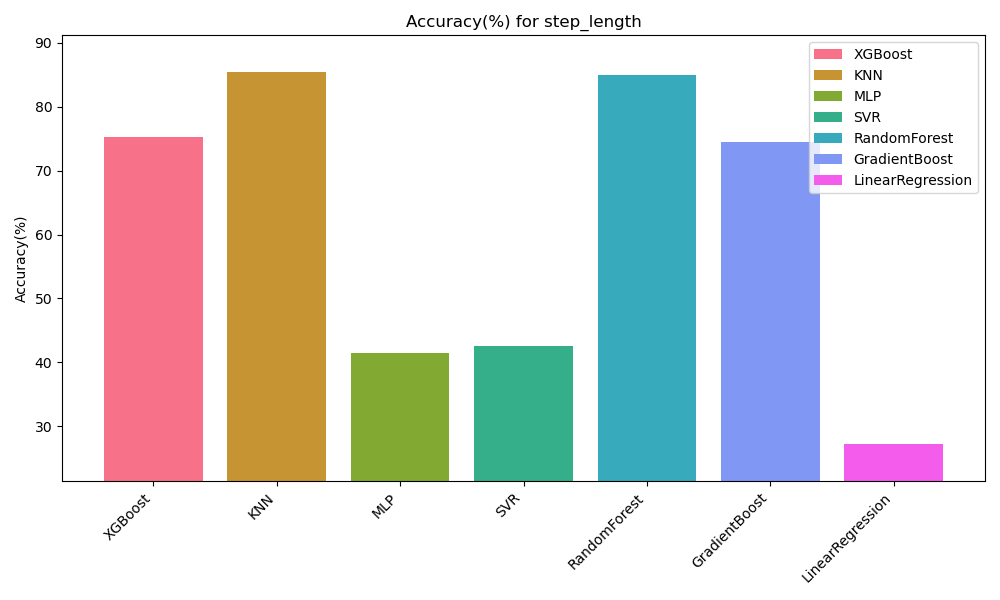 Accuracy(%) for step_length
Accuracy(%)
90
80
70
60
50
40
30
XGBoost
KNN
MLP
SVR
RandomForest
GradientBoost
LinearRegression
XGBoost
KNN
MLP
SVR
RandomForest
GradientBoost
LinearRegression